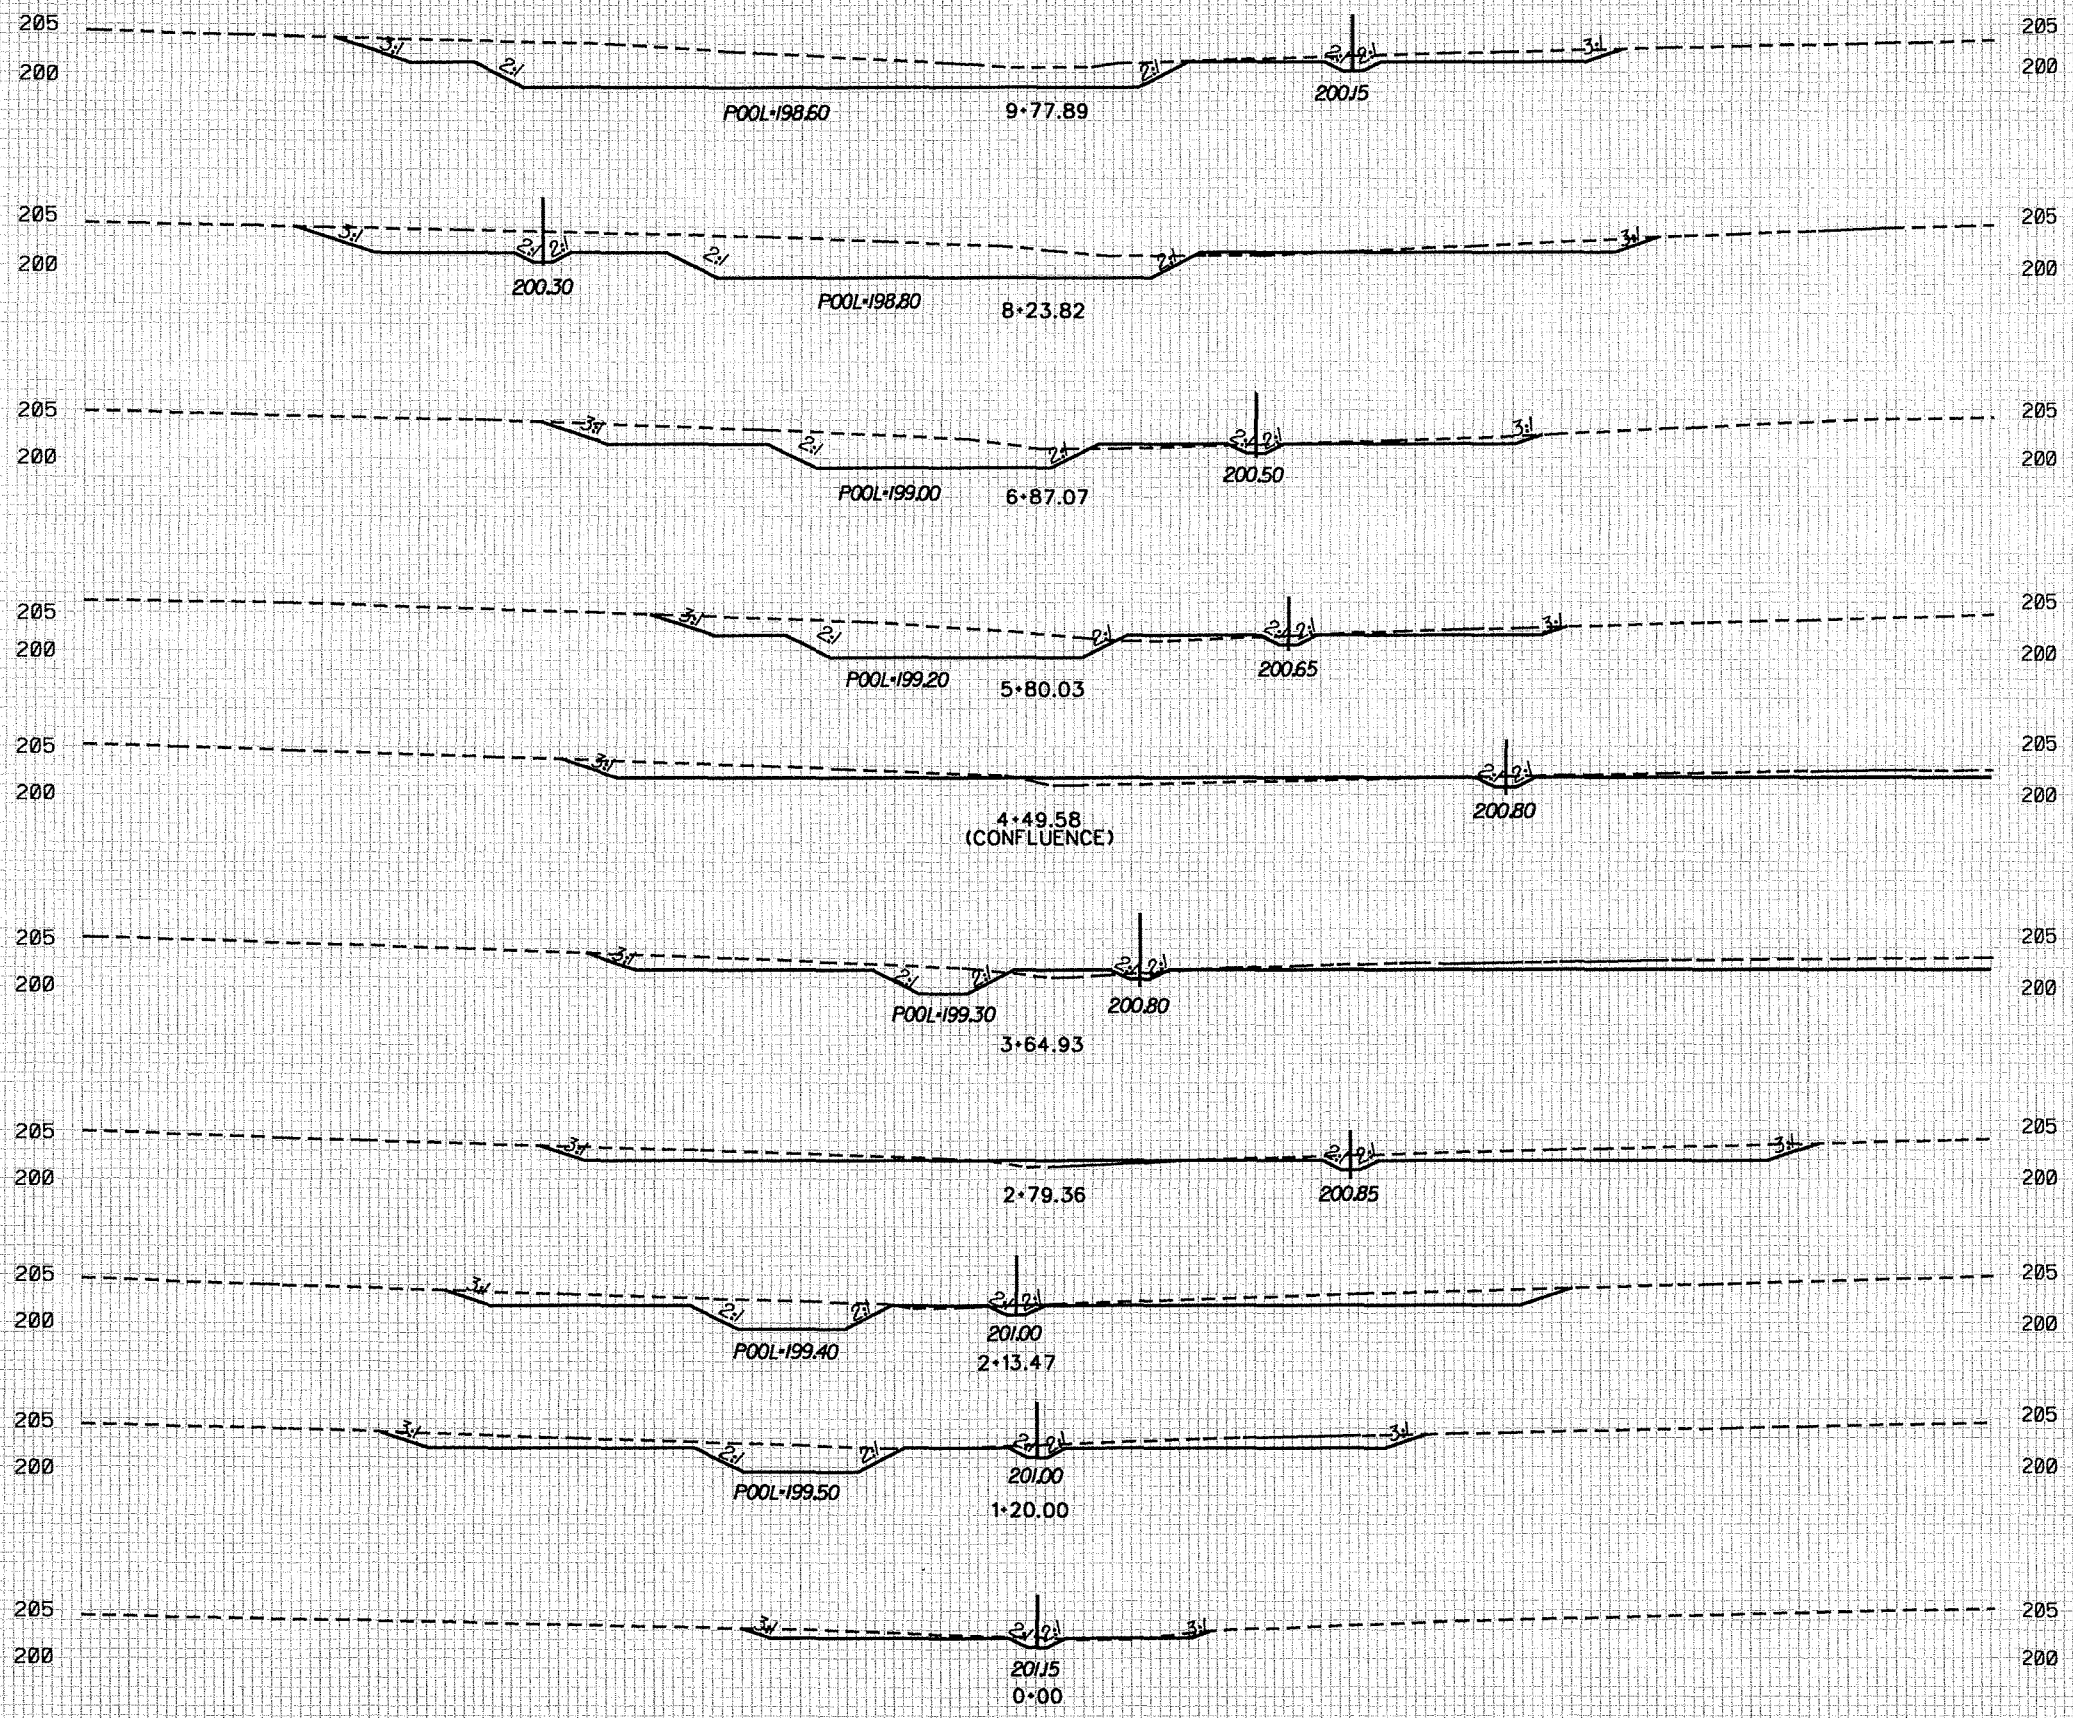 205 205
3:1 2:1 2:1 3:1
200 2:1 2:1 200
POOL=198.60 9+77.89 200.15
205 205
3:1 2:1 2:1 2:1 2:1 3:1
200 200
200.30 POOL=198.80 8+23.82
205 205
3:1 2:1 2:1 2:1 2:1 3:1
200 200
POOL=199.00 6+87.07 200.50
205 205
3:1 2:1 2:1 2:1 2:1 3:1
200 200
POOL=199.20 5+80.03 200.65
205 205
3:1 2:1 2:1
200 200
4+49.58 200.80
(CONFLUENCE)
205 205
3:1 2:1 2:1 2:1 2:1
200 200
POOL=199.30 200.80
3+64.93
205 205
3:1 2:1 2:1 3:1
200 200
2+79.36 200.85
205 205
3:1 2:1 2:1 2:1 2:1
200 200
201.00
POOL=199.40 2+13.47
205 205
3:1 2:1 2:1 2:1 2:1 3:1
200 200
POOL=199.50 201.00
1+20.00
205 205
3:1 2:1 2:1 3:1
200 200
201.15
0+00